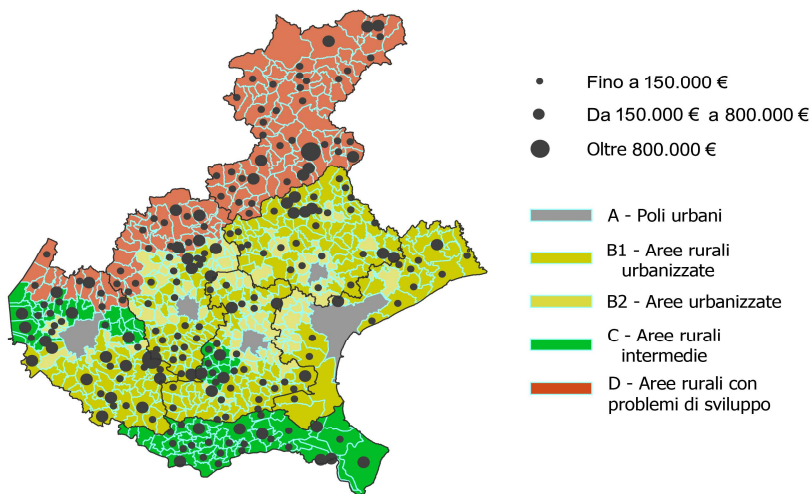 Fino a 150.000 €
Da 150.000 € a 800.000 €
Oltre 800.000 €
A - Poli urbani
B1 - Aree rurali
urbanizzate
B2 - Aree urbanizzate
C - Aree rurali
intermedie
D - Aree rurali con
problemi di sviluppo